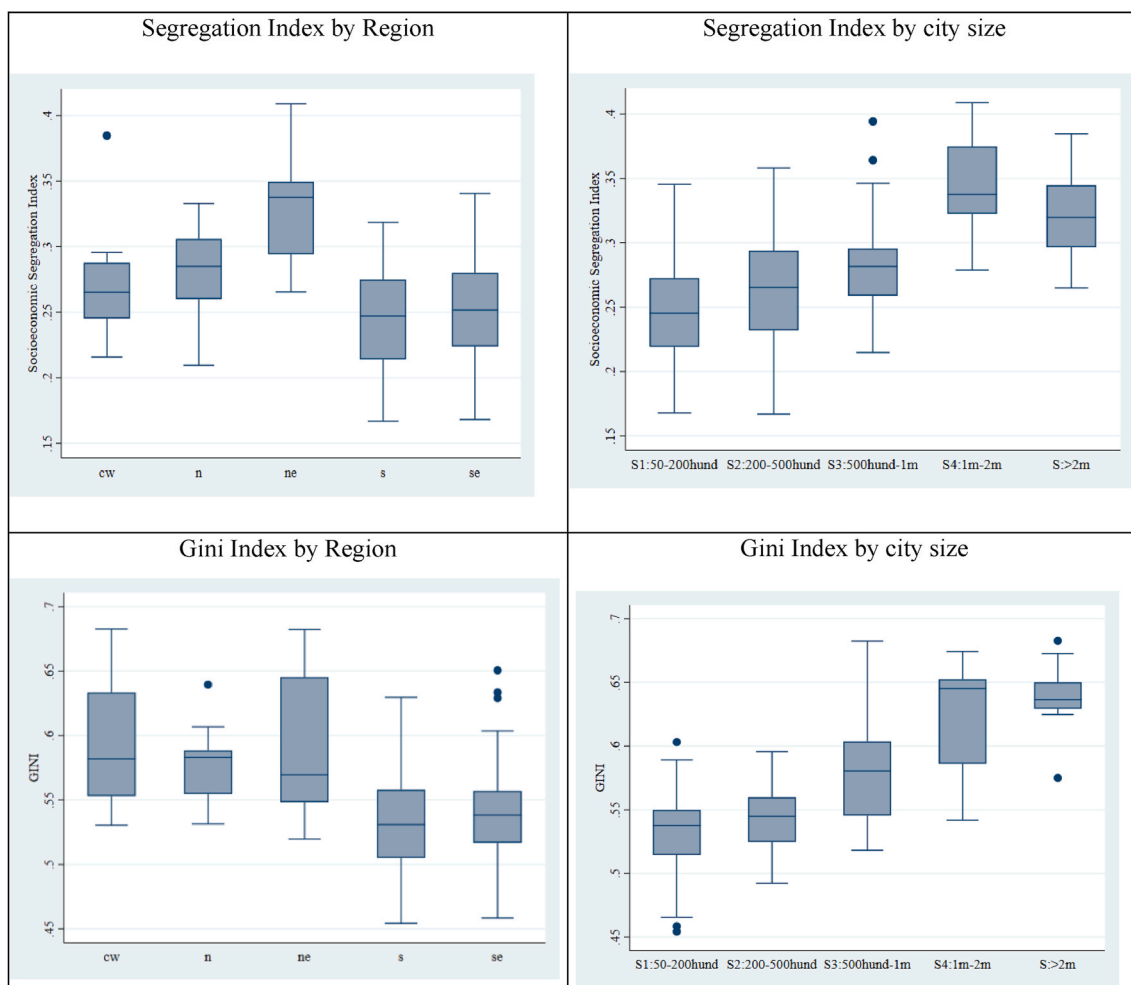 Segregation Index by Region
Socioeconomic Segregation Index
.4
.35
.3
.25
.2
.15
cw n ne s se
Segregation Index by city size
Socioeconomic Segregation Index
.4
.35
.3
.25
.2
.15
S1:50-200hund S2:200-500hund S3:500hund-1m S4:1m-2m S:>2m
Gini Index by Region
GINI
.7
.65
.6
.55
.5
.45
cw n ne s se
Gini Index by city size
GINI
.7
.65
.6
.55
.5
.45
S1:50-200hund S2:200-500hund S3:500hund-1m S4:1m-2m S:>2m